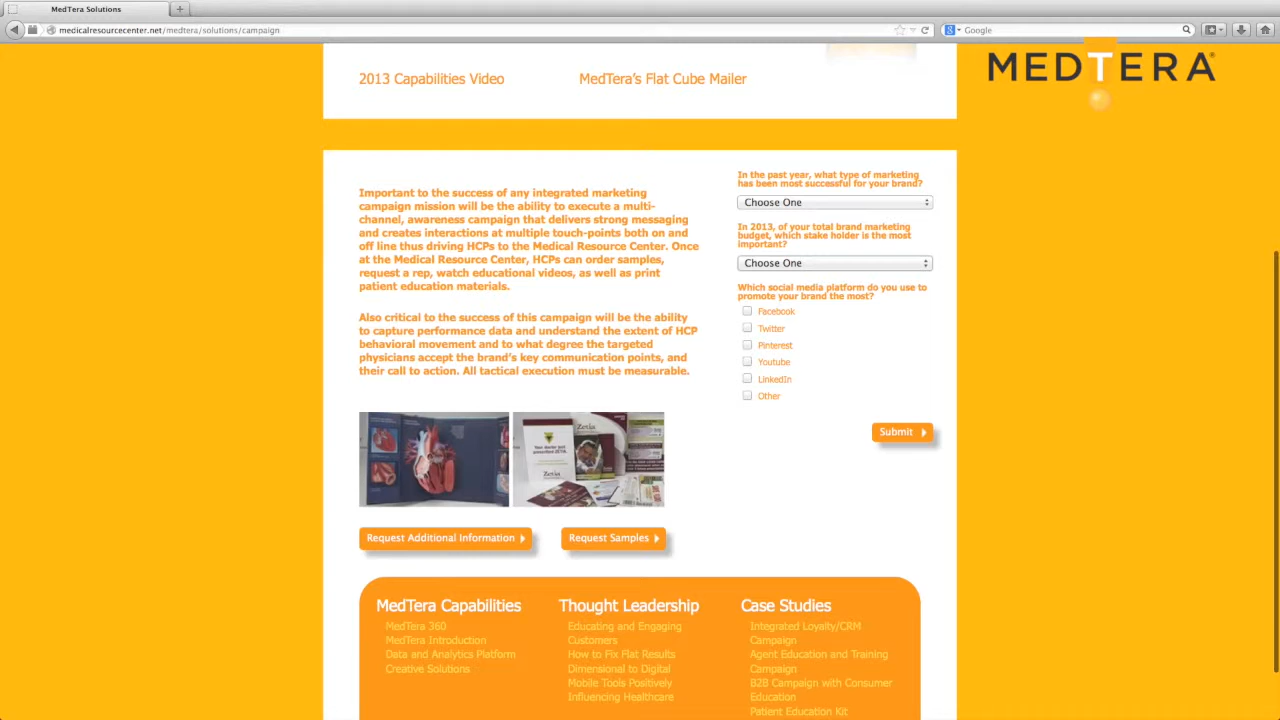 MedTera Solutions
medicalresourcecenter.net/medtera/solutions/campaign
Google
MEDTERA
2013 Capabilities Video
MedTera's Flat Cube Mailer
Important to the success of any integrated marketing
campaign mission will be the ability to execute a multi-
channel, awareness campaign that delivers strong messaging
and creates interactions at multiple touch-points both on and
off line thus driving HCPs to the Medical Resource Center. Once
at the Medical Resource Center, HCPs can order samples,
request a rep, watch educational videos, as well as print
patient education materials.
Also critical to the success of this campaign will be the ability
to capture performance data and understand the extent of HCP
behavioral movement and to what degree the targeted
physicians accept the brand's key communication points, and
their call to action. All tactical execution must be measurable.
In the past year, what type of marketing
has been most successful for your brand?
Choose One
In 2013, of your total brand marketing
budget, which stake holder is the most
important?
Choose One
Which social media platform do you use to
promote your brand the most?
Facebook
Twitter
Pinterest
Youtube
LinkedIn
Other
Submit
Zetia
Your doctor just
prescribed ZETIA.
Zetia
Request Additional Information
Request Samples
MedTera Capabilities
MedTera 360
MedTera Introduction
Data and Analytics Platform
Creative Solutions
Thought Leadership
Educating and Engaging
Customers
How to Fix Flat Results
Dimensional to Digital
Mobile Tools Positively
Influencing Healthcare
Case Studies
Integrated Loyalty/CRM
Campaign
Agent Education and Training
Campaign
B2B Campaign with Consumer
Education
Patient Education Kit